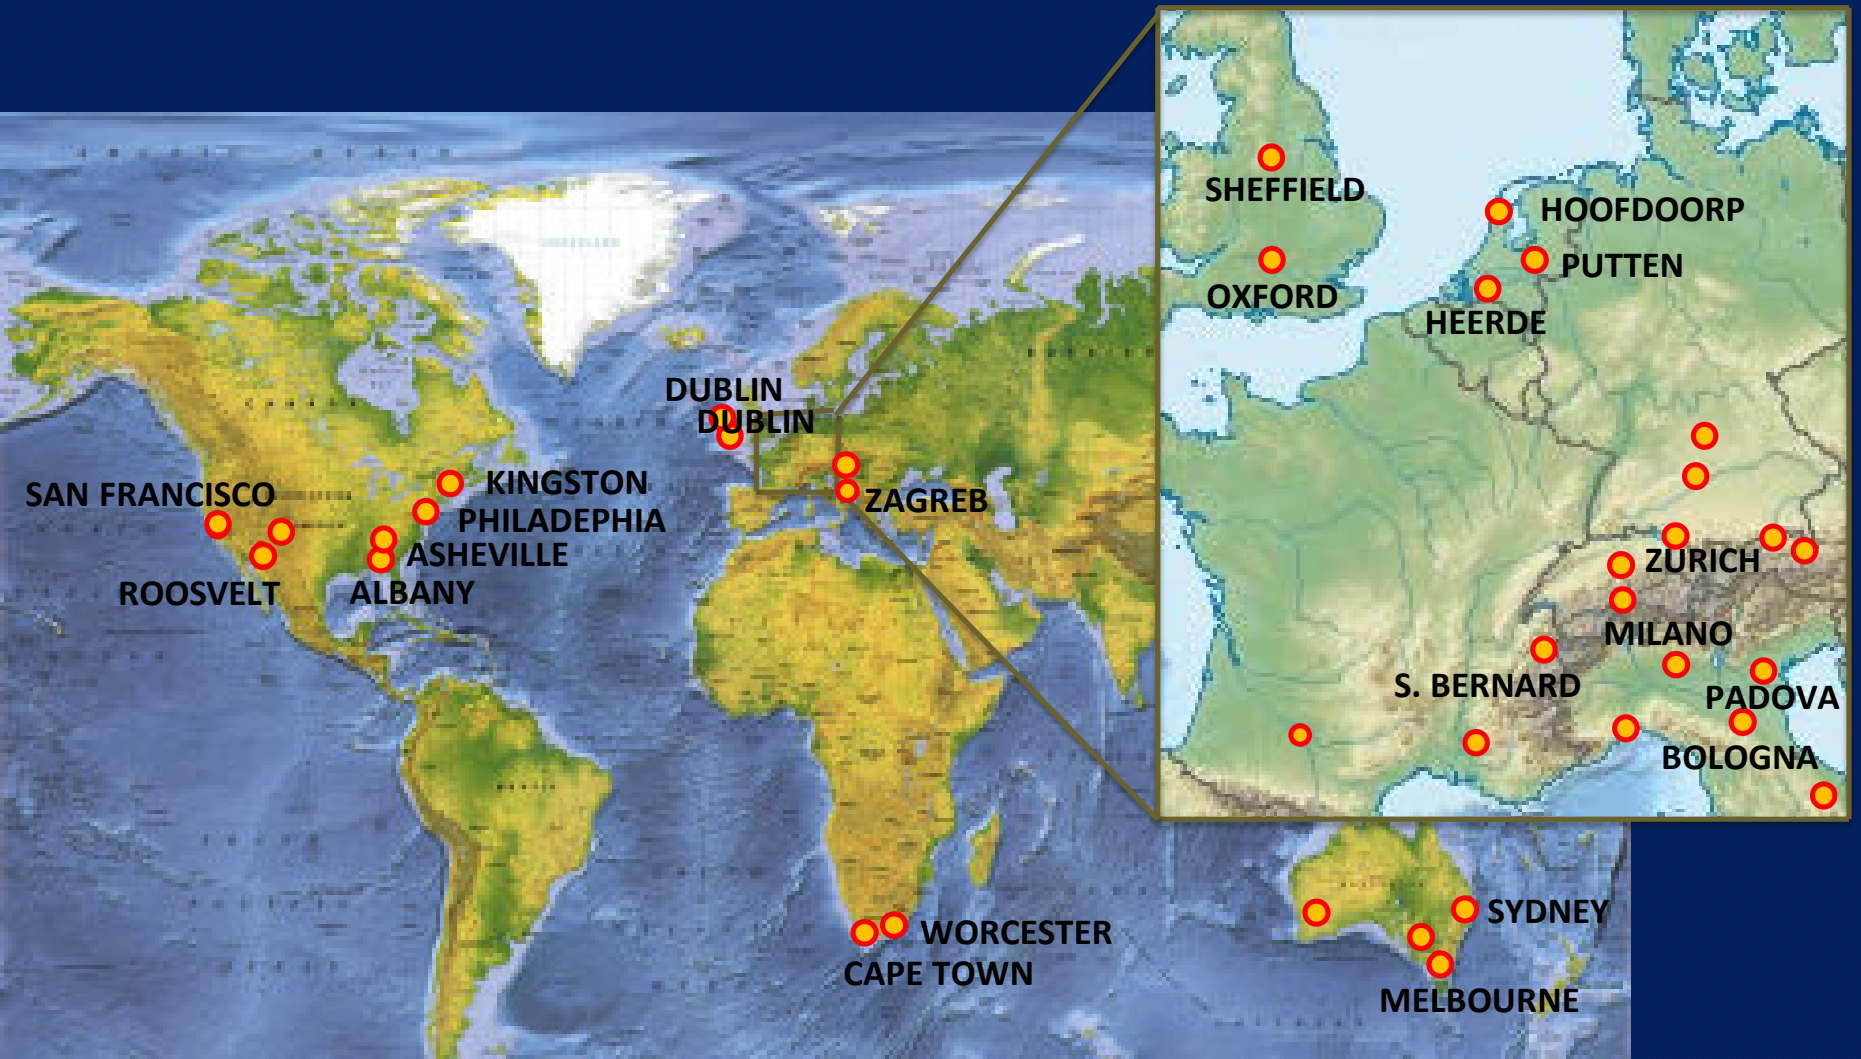 SHEFFIELD
HOOFDOORP
PUTTEN
OXFORD
HEERDE
DUBLIN
DUBLIN
KINGSTON
SAN FRANCISCO
ZAGREB
PHILADEPHIA
ASHEVILLE
ROOSVELT
ALBANY
ZURICH
MILANO
S. BERNARD
PADOVA
BOLOGNA
WORCESTER
CAPE TOWN
SYDNEY
MELBOURNE